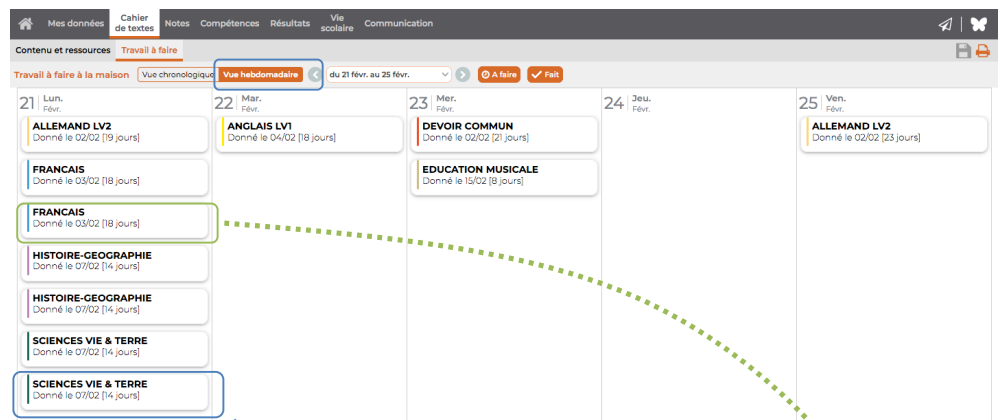 Mes données
Cahier
de textes
Notes
Compétences
Résultats
Vie
scolaire
Communication
Contenu et ressources
Travail à faire
Travail à faire à la maison
Vue chronologique
Vue hebdomadaire
du 21 févr. au 25 févr.
A faire
Fait
21 Lun.
Févr.
ALLEMAND LV2
Donné le 02/02 [19 jours]
FRANCAIS
Donné le 03/02 [18 jours]
FRANCAIS
Donné le 03/02 [18 jours]
HISTOIRE-GEOGRAPHIE
Donné le 07/02 [14 jours]
HISTOIRE-GEOGRAPHIE
Donné le 07/02 [14 jours]
SCIENCES VIE & TERRE
Donné le 07/02 [14 jours]
SCIENCES VIE & TERRE
Donné le 07/02 [14 jours]
22 Mar.
Févr.
ANGLAIS LV1
Donné le 04/02 [18 jours]
23 Mer.
Févr.
DEVOIR COMMUN
Donné le 02/02 [21 jours]
EDUCATION MUSICALE
Donné le 15/02 [8 jours]
24 Jeu.
Févr.
25 Ven.
Févr.
ALLEMAND LV2
Donné le 02/02 [23 jours]